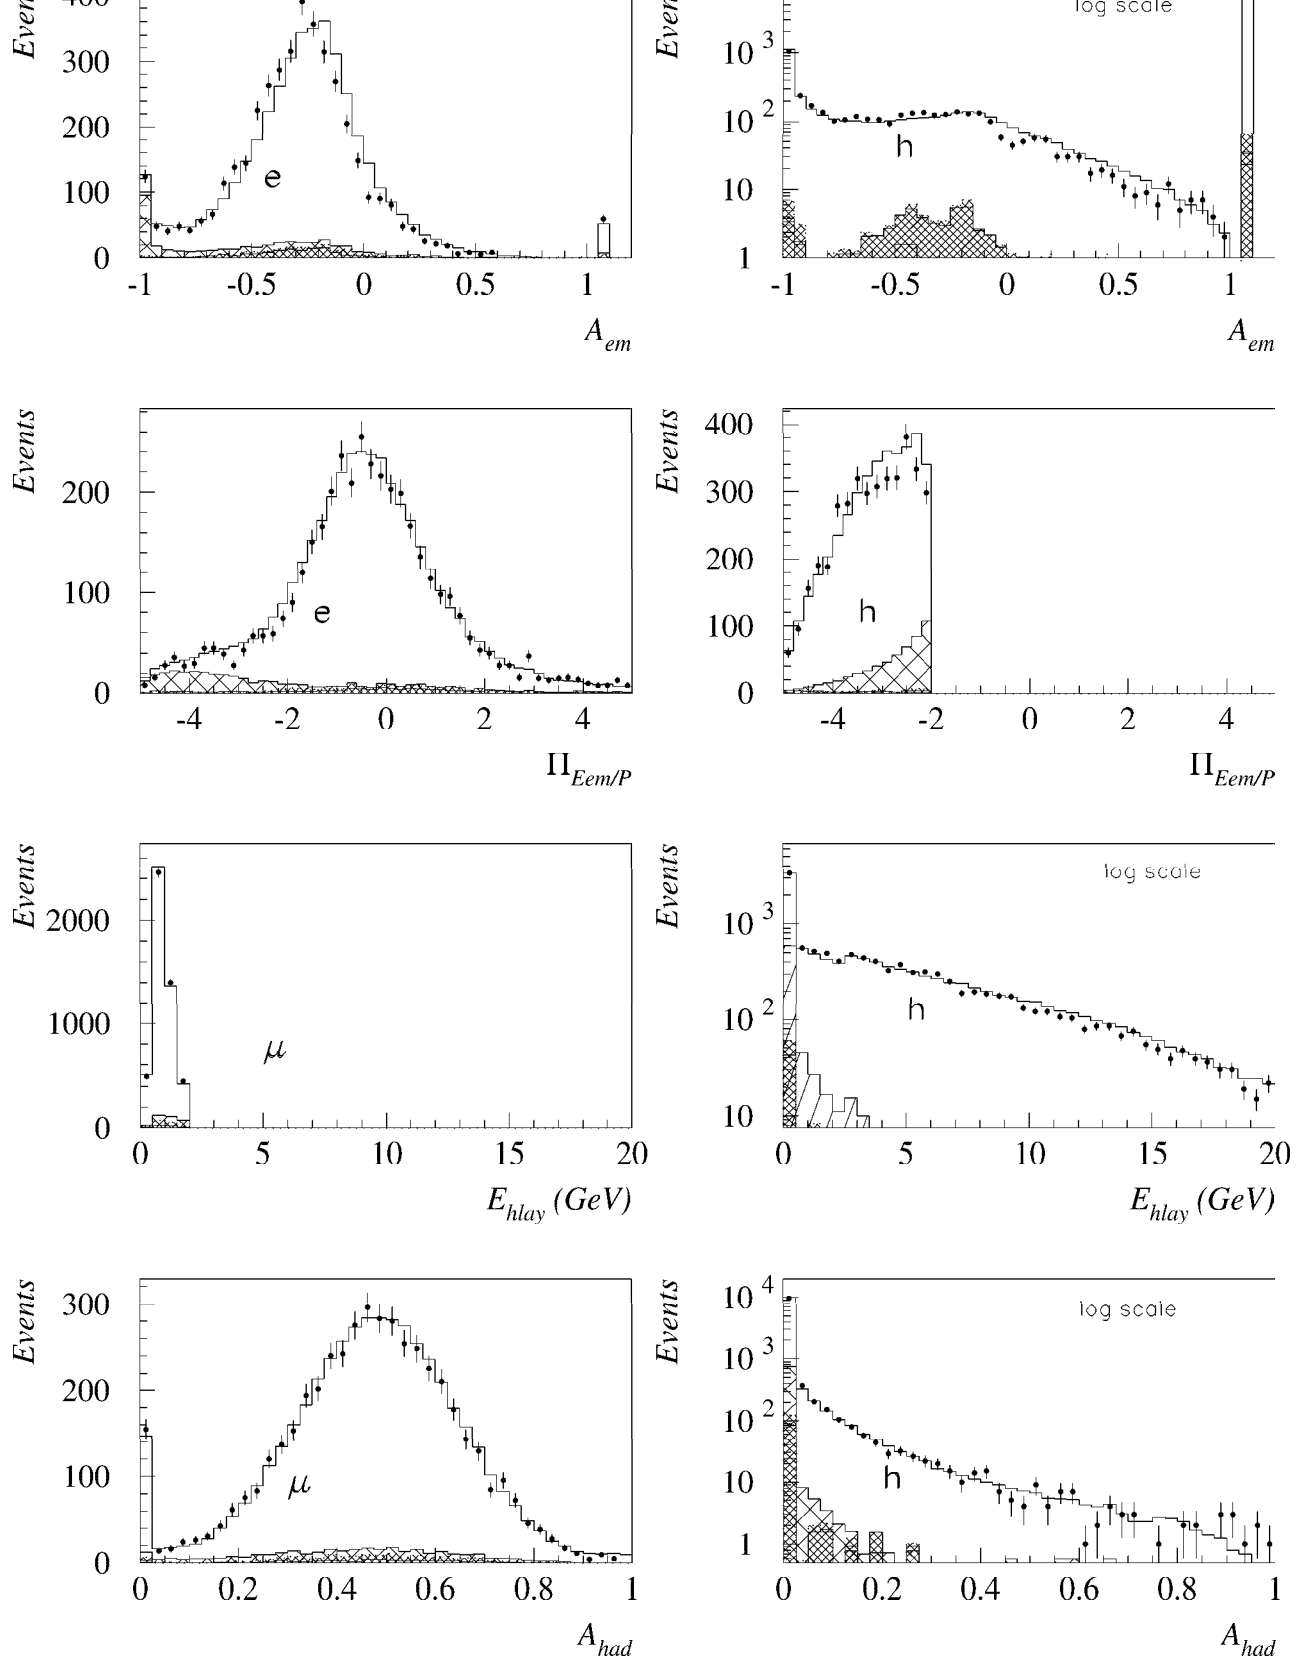 Events
400
300
200
100
0
e
-1 -0.5 0 0.5 1
A_em
Events
log scale
10^3
10^2
10
1
h
-1 -0.5 0 0.5 1
A_em
Events
200
100
0
e
-4 -2 0 2 4
Π_Eem/P
Events
400
300
200
100
0
h
-4 -2 0 2 4
Π_Eem/P
Events
2000
1000
0
μ
0 5 10 15 20
E_hlay (GeV)
Events
log scale
10^3
10^2
10
h
0 5 10 15 20
E_hlay (GeV)
Events
300
200
100
0
μ
0 0.2 0.4 0.6 0.8 1
A_had
Events
log scale
10^4
10^3
10^2
10
1
h
0 0.2 0.4 0.6 0.8 1
A_had